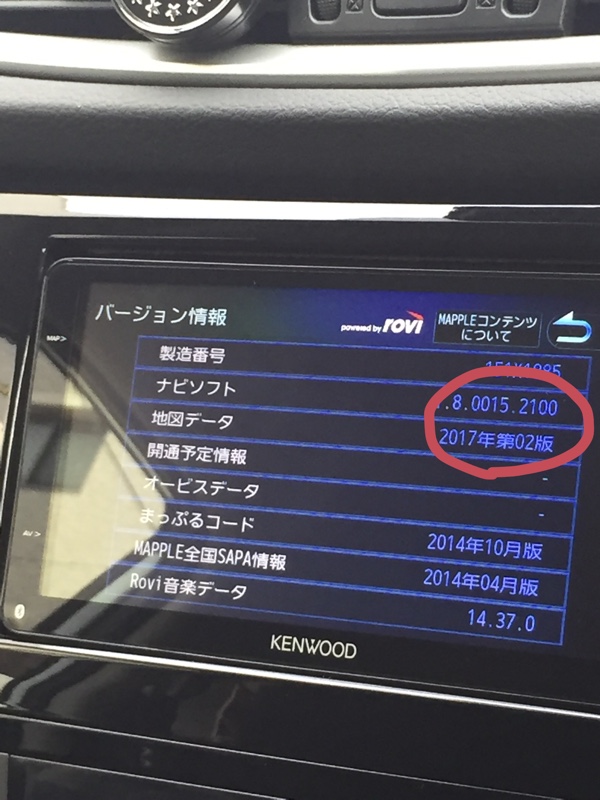 バージョン情報
powered by rovi
MAPPLEコンテンツ
について
MAP>
製造番号
ナビソフト .8.0015.2100
地図データ 2017年第02版
開通予定情報 -
オービスデータ -
まっぷるコード 2014年10月版
MAPPLE全国SAPA情報 2014年04月版
Rovi音楽データ 14.37.0
AV>
KENWOOD